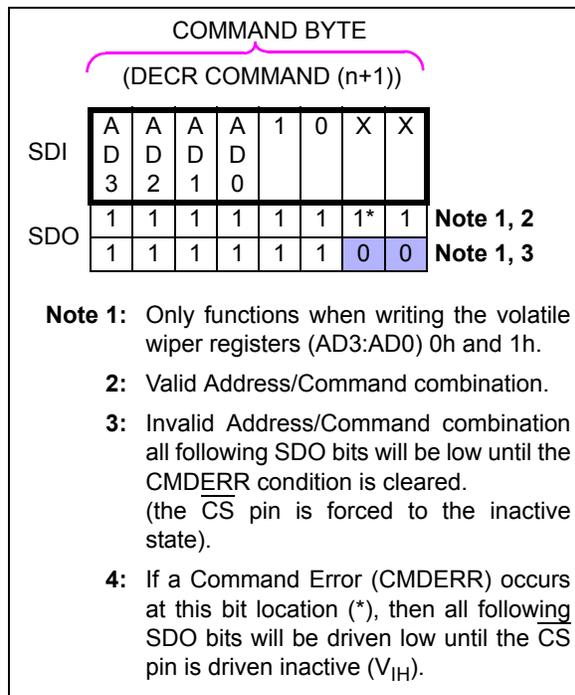 COMMAND BYTE
(DECR COMMAND (n+1))
SDI
A A A A 1 0 X X
D D D D
3 2 1 0
SDO
1 1 1 1 1 1 1* 1 Note 1, 2
1 1 1 1 1 1 0 0 Note 1, 3
Note 1: Only functions when writing the volatile
wiper registers (AD3:AD0) 0h and 1h.
2: Valid Address/Command combination.
3: Invalid Address/Command combination
all following SDO bits will be low until the
CMDERR condition is cleared.
(the CS pin is forced to the inactive
state).
4: If a Command Error (CMDERR) occurs
at this bit location (*), then all following
SDO bits will be driven low until the CS
pin is driven inactive (VIH).